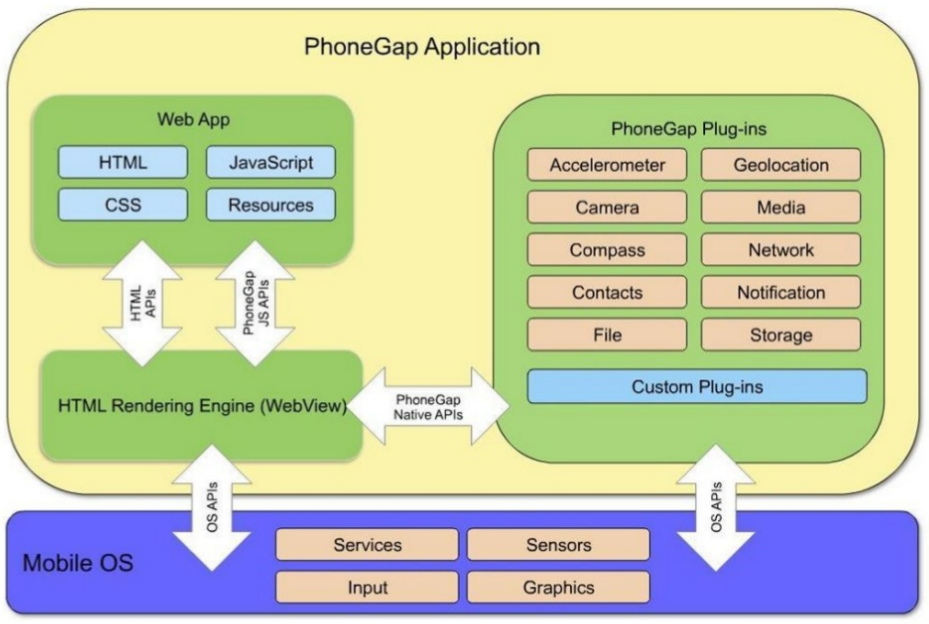 PhoneGap Application
Web App
HTML
JavaScript
CSS
Resources
HTML
APIs
PhoneGap
JS APIs
HTML Rendering Engine (WebView)
PhoneGap
Native APIs
PhoneGap Plug-ins
Accelerometer
Geolocation
Camera
Media
Compass
Network
Contacts
Notification
File
Storage
Custom Plug-ins
OS APIs
OS APIs
Mobile OS
Services
Sensors
Input
Graphics